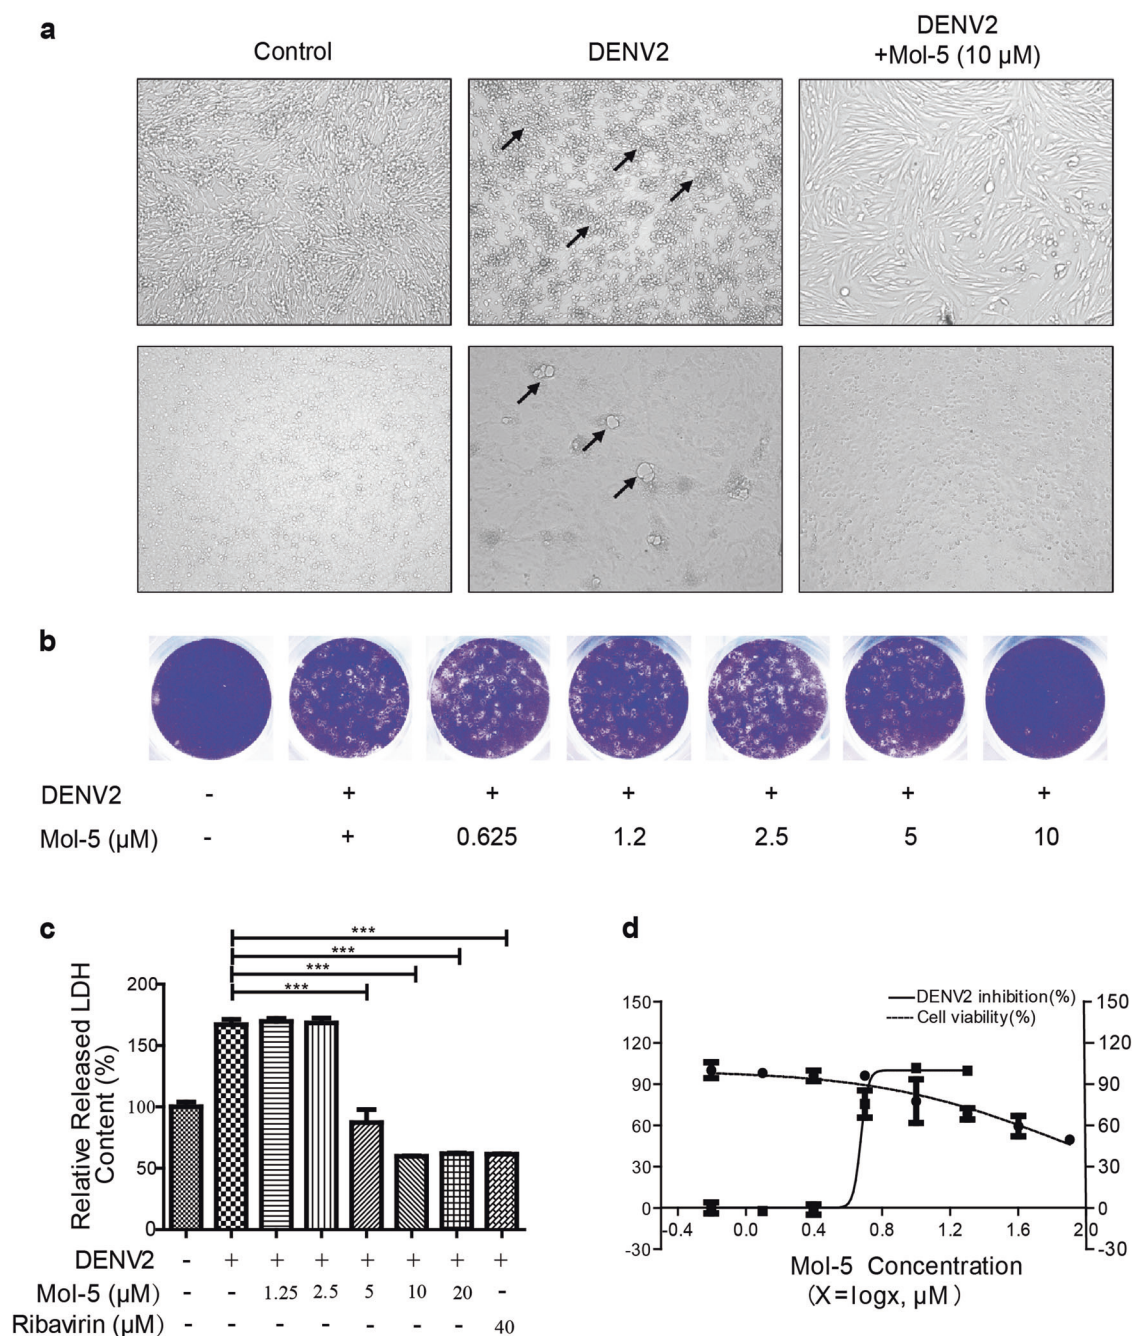 a
Control
DENV2
DENV2
+Mol-5 (10 µM)
b
DENV2 - + + + + + +
Mol-5 (µM) - + 0.625 1.2 2.5 5 10
c
***
***
***
***
Relative Released LDH
Content (%)
200
150
100
50
0
DENV2 - + + + + + + +
Mol-5 (µM) - - 1.25 2.5 5 10 20 -
Ribavirin (µM) - - - - - - - 40
d
DENV2 inhibition(%)
Cell viability(%)
150 150
120 120
90 90
60 60
30 30
0 0
-30 -30
-0.4 0.0 0.4 0.8 1.2 1.6 2.0
Mol-5 Concentration
(X=logx, µM)